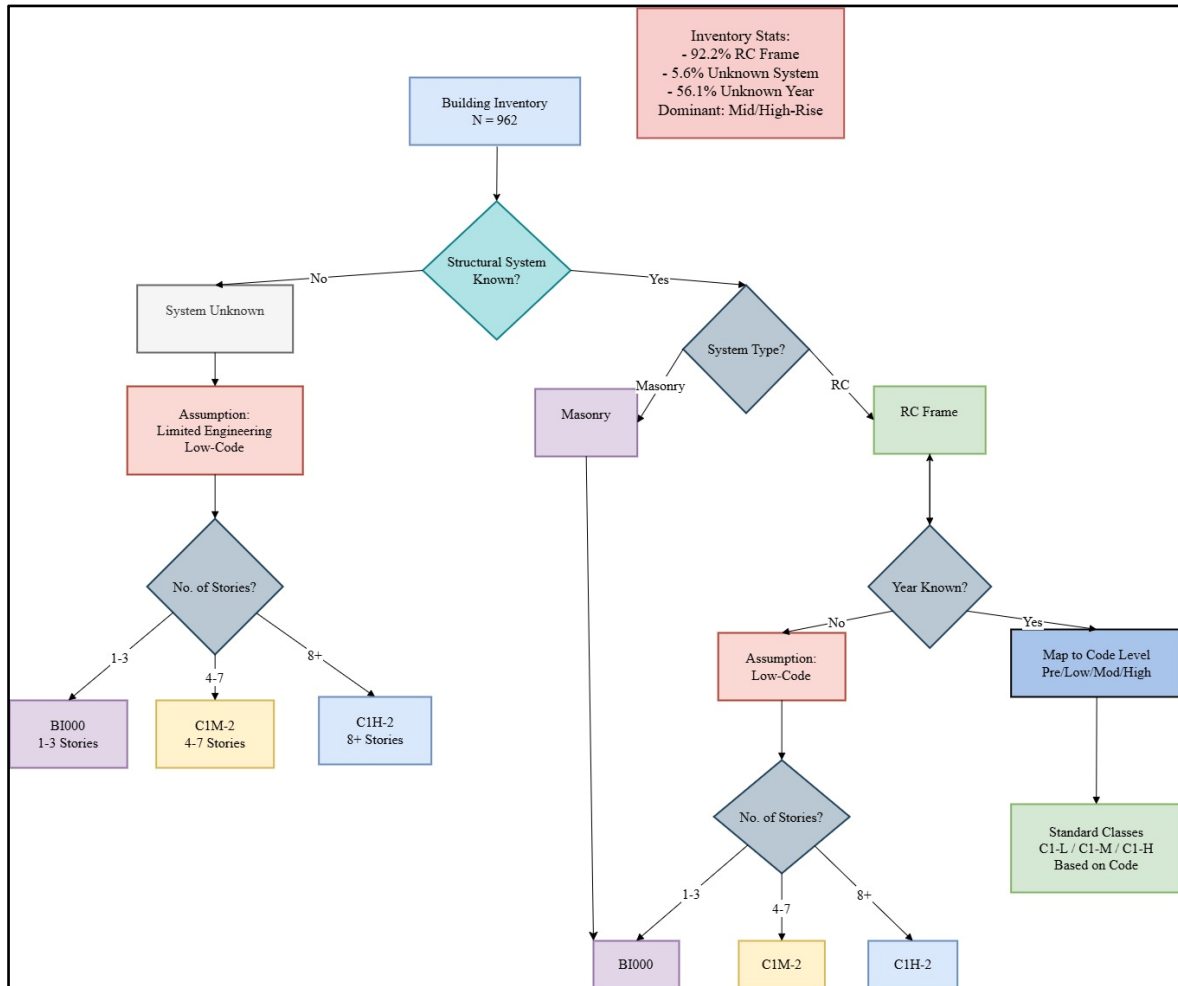 Inventory Stats:
- 92.2% RC Frame
- 5.6% Unknown System
- 56.1% Unknown Year
Dominant: Mid/High-Rise
Building Inventory
N = 962
Structural System
Known?
No
Yes
System Unknown
System Type?
Masonry
RC
Assumption:
Limited Engineering
Low-Code
Masonry
RC Frame
No. of Stories?
Year Known?
No
Yes
1-3
4-7
8+
Assumption:
Low-Code
Map to Code Level
Pre/Low/Mod/High
BI000
1-3 Stories
C1M-2
4-7 Stories
C1H-2
8+ Stories
No. of Stories?
Standard Classes
C1-L / C1-M / C1-H
Based on Code
1-3
4-7
8+
BI000
C1M-2
C1H-2